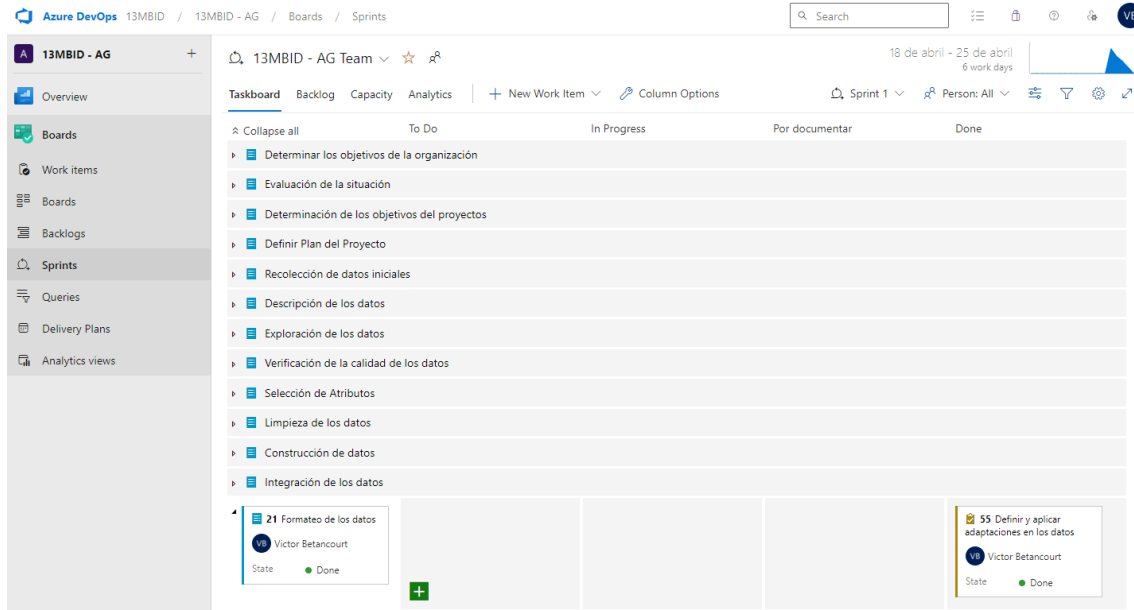 Azure DevOps 13MBID / 13MBID - AG / Boards / Sprints
Search
VB
A 13MBID - AG +
13MBID - AG Team
18 de abril - 25 de abril
6 work days
Overview
Boards
Work items
Boards
Backlogs
Sprints
Queries
Delivery Plans
Analytics views
Taskboard Backlog Capacity Analytics + New Work Item Column Options Sprint 1 Person: All
Collapse all To Do In Progress Por documentar Done
Determinar los objetivos de la organización
Evaluación de la situación
Determinación de los objetivos del proyectos
Definir Plan del Proyecto
Recolección de datos iniciales
Descripción de los datos
Exploración de los datos
Verificación de la calidad de los datos
Selección de Atributos
Limpieza de los datos
Construcción de datos
Integración de los datos
21 Formateo de los datos
VB Victor Betancourt
State Done
55 Definir y aplicar
adaptaciones en los datos
VB Victor Betancourt
State Done